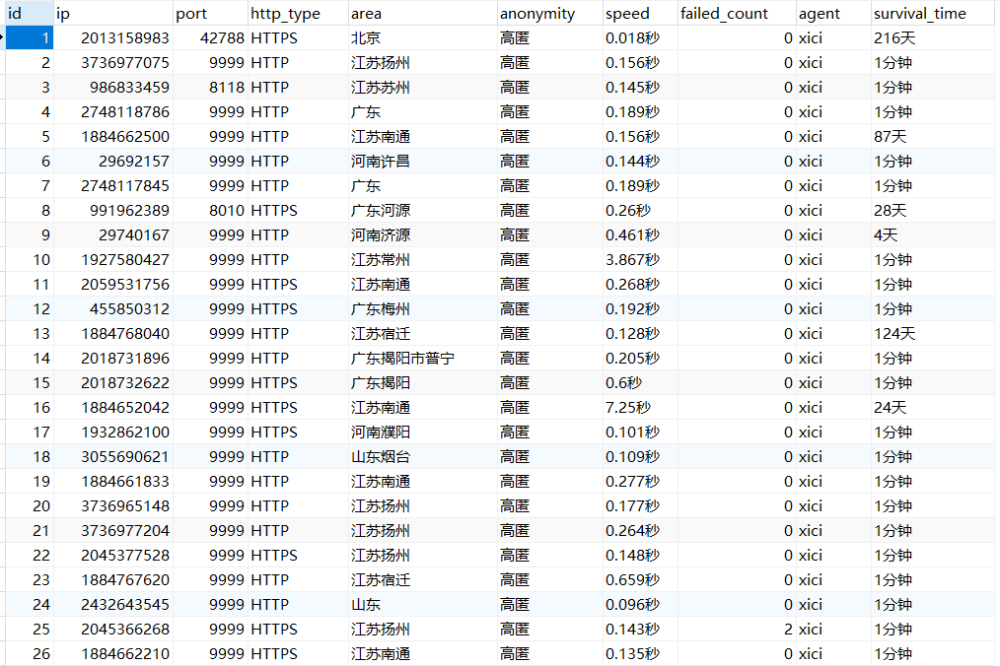 id ip port http_type area anonymity speed failed_count agent survival_time
1 2013158983 42788 HTTPS 北京 高匿 0.018秒 0 xici 216天
2 3736977075 9999 HTTP 江苏扬州 高匿 0.156秒 0 xici 1分钟
3 986833459 8118 HTTP 江苏苏州 高匿 0.145秒 0 xici 1分钟
4 2748118786 9999 HTTP 广东 高匿 0.189秒 0 xici 1分钟
5 1884662500 9999 HTTP 江苏南通 高匿 0.156秒 0 xici 87天
6 29692157 9999 HTTP 河南许昌 高匿 0.144秒 0 xici 1分钟
7 2748117845 9999 HTTP 广东 高匿 0.189秒 0 xici 1分钟
8 991962389 8010 HTTPS 广东河源 高匿 0.26秒 0 xici 28天
9 29740167 9999 HTTP 河南济源 高匿 0.461秒 0 xici 4天
10 1927580427 9999 HTTP 江苏常州 高匿 3.867秒 0 xici 1分钟
11 2059531756 9999 HTTPS 江苏南通 高匿 0.268秒 0 xici 1分钟
12 455850312 9999 HTTPS 广东梅州 高匿 0.192秒 0 xici 1分钟
13 1884768040 9999 HTTP 江苏宿迁 高匿 0.128秒 0 xici 124天
14 2018731896 9999 HTTP 广东揭阳市普宁 高匿 0.205秒 0 xici 1分钟
15 2018732622 9999 HTTPS 广东揭阳 高匿 0.6秒 0 xici 1分钟
16 1884652042 9999 HTTPS 江苏南通 高匿 7.25秒 0 xici 24天
17 1932862100 9999 HTTPS 河南濮阳 高匿 0.101秒 0 xici 1分钟
18 3055690621 9999 HTTP 山东烟台 高匿 0.109秒 0 xici 1分钟
19 1884661833 9999 HTTP 江苏南通 高匿 0.277秒 0 xici 1分钟
20 3736965148 9999 HTTP 江苏扬州 高匿 0.177秒 0 xici 1分钟
21 3736977204 9999 HTTP 江苏扬州 高匿 0.264秒 0 xici 1分钟
22 2045377528 9999 HTTPS 江苏扬州 高匿 0.148秒 0 xici 1分钟
23 1884767620 9999 HTTP 江苏宿迁 高匿 0.659秒 0 xici 1分钟
24 2432643545 9999 HTTP 山东 高匿 0.096秒 0 xici 1分钟
25 2045366268 9999 HTTPS 江苏扬州 高匿 0.143秒 2 xici 1分钟
26 1884662210 9999 HTTPS 江苏南通 高匿 0.135秒 0 xici 1分钟